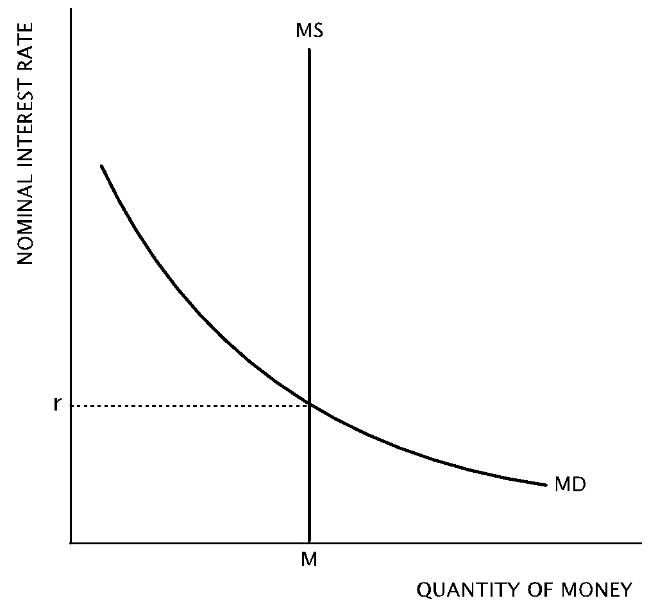 MS
NOMINAL INTEREST RATE
r
MD
M
QUANTITY OF MONEY